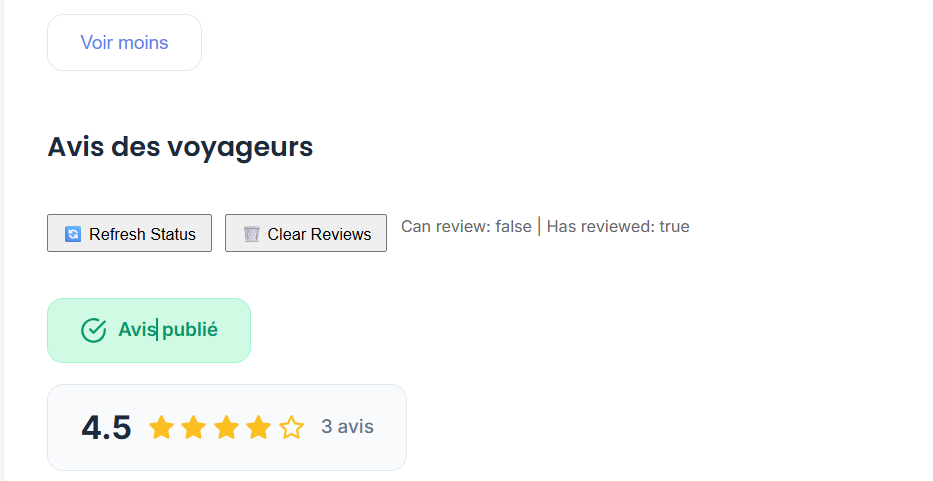 Voir moins
Avis des voyageurs
🔄 Refresh Status
🗑️ Clear Reviews
Can review: false | Has reviewed: true
Avis publié
4.5
3 avis